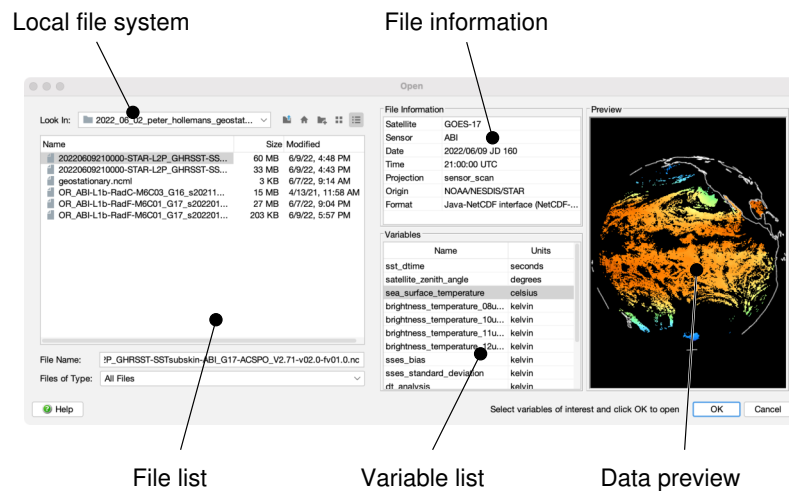 Local file system
File information
Open
Look In: 2022_06_02_peter_hollemans_geostat...
Name Size Modified
20220609210000-STAR-L2P_GHRSST-SS... 60 MB 6/9/22, 4:48 PM
20220609210000-STAR-L2P_GHRSST-SS... 33 MB 6/9/22, 4:43 PM
geostationary.ncml 3 KB 6/7/22, 9:14 AM
OR_ABI-L1b-RadC-M6C03_G16_s20211... 15 MB 4/13/21, 11:58 AM
OR_ABI-L1b-RadF-M6C01_G17_s202201... 27 MB 6/7/22, 9:04 PM
OR_ABI-L1b-RadF-M6C01_G17_s202201... 203 KB 6/9/22, 5:57 PM
File Name: !P_GHRSST-SSTsubskin-ABI_G17-ACSPO_V2.71-v02.0-fv01.0.nc
Files of Type: All Files
Help
File Information
Satellite GOES-17
Sensor ABI
Date 2022/06/09 JD 160
Time 21:00:00 UTC
Projection sensor_scan
Origin NOAA/NESDIS/STAR
Format Java-NetCDF interface (NetCDF-...
Variables
Name Units
sst_dtime seconds
satellite_zenith_angle degrees
sea_surface_temperature celsius
brightness_temperature_08u... kelvin
brightness_temperature_10u... kelvin
brightness_temperature_11u... kelvin
brightness_temperature_12u... kelvin
sses_bias kelvin
sses_standard_deviation kelvin
dt_analysis kelvin
Preview
Select variables of interest and click OK to open OK Cancel
File list
Variable list
Data preview